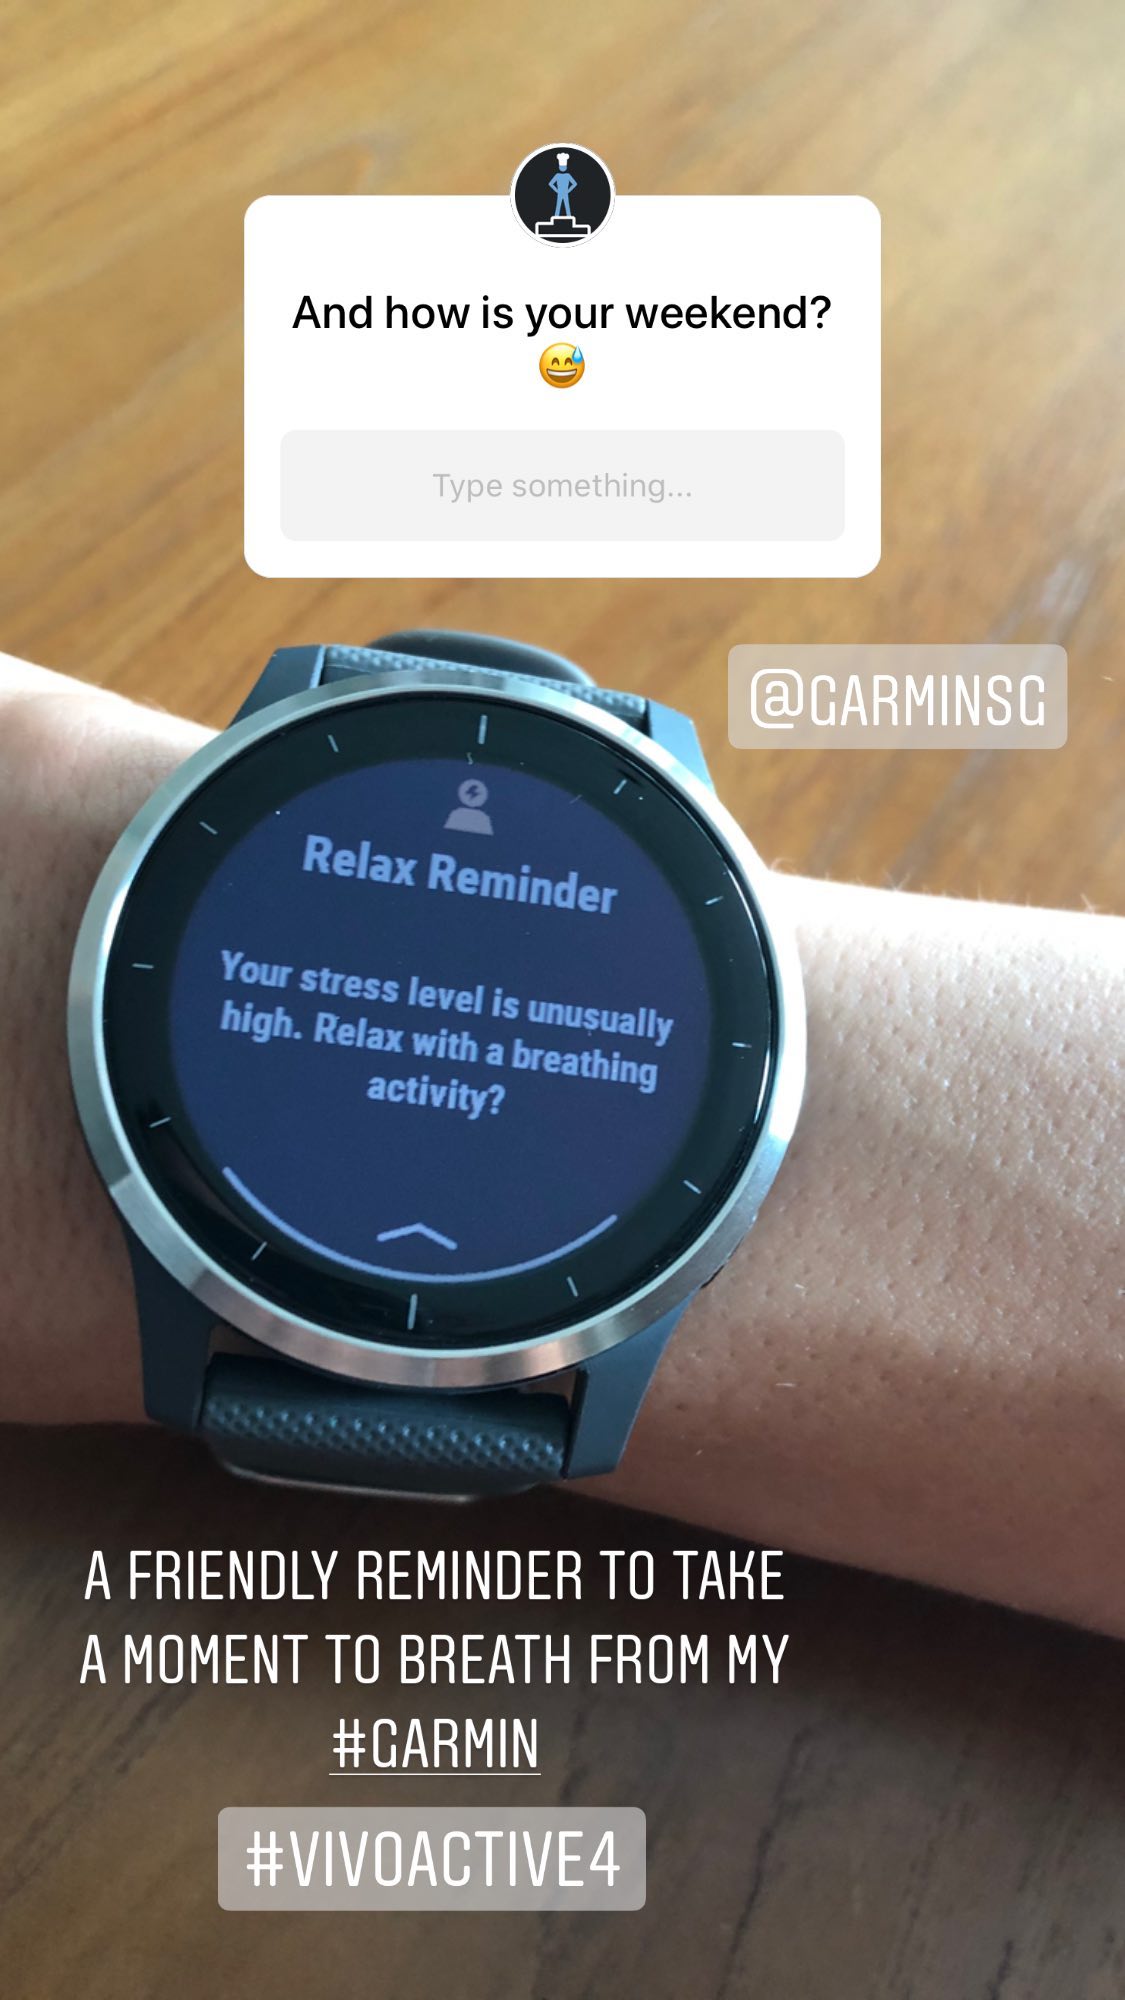 And how is your weekend?
😅
Type something...
@GARMINSG
Relax Reminder
Your stress level is unusually
high. Relax with a breathing
activity?
A FRIENDLY REMINDER TO TAKE
A MOMENT TO BREATH FROM MY
#GARMIN
#VIVOACTIVE4